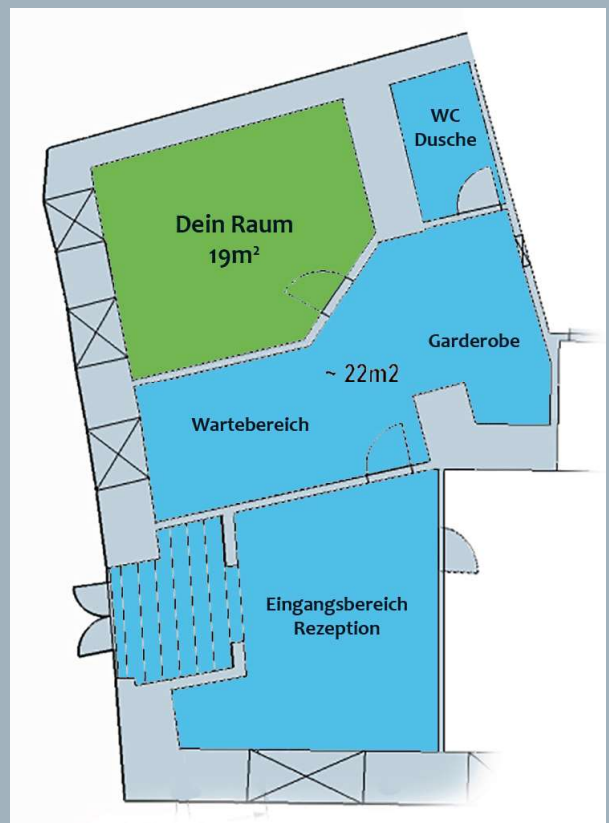 WC
Dusche
Dein Raum
19m²
Garderobe
~ 22m2
Wartebereich
Eingangsbereich
Rezeption